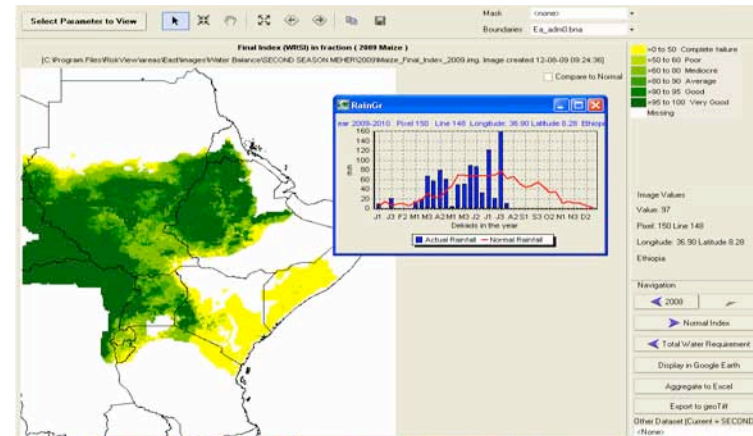 Select Parameter to View
Mask <none>
Boundaries Ea_adm0.bna
Final Index (WRSI) in fraction ( 2009 Maize )
[C:\Program Files\RiskView\areas\East\images\Water Balance\SECOND SEASON MEHER\2009\Maize_Final_Index_2009.img. Image created 12-08-09 09:24:36]
Compare to Normal
>0 to 50 Complete failure
>50 to 60 Poor
>60 to 80 Mediocre
>80 to 90 Average
>90 to 95 Good
>95 to 100 Very Good
Missing
RainGr
ear 2009-2010 Pixel 150 Line 148 Longitude: 36.90 Latitude 8.28 Ethiopi
mm
160
140
120
100
80
60
40
20
0
J1 J3 F2 M1 M3 A2 M1 M3 J2 J1 J3 A2 S1 S3 O2 N1 N3 D2
Dekads in the year
Actual Rainfall Normal Rainfall
Image Values
Value: 97
Pixel: 150 Line 148
Longitude: 36.90 Latitude 8.28
Ethiopia
Navigation
2008
Normal Index
Total Water Requirement
Display in Google Earth
Aggregate to Excel
Export to geoTiff
Other Dataset (Current = SECOND
<None>